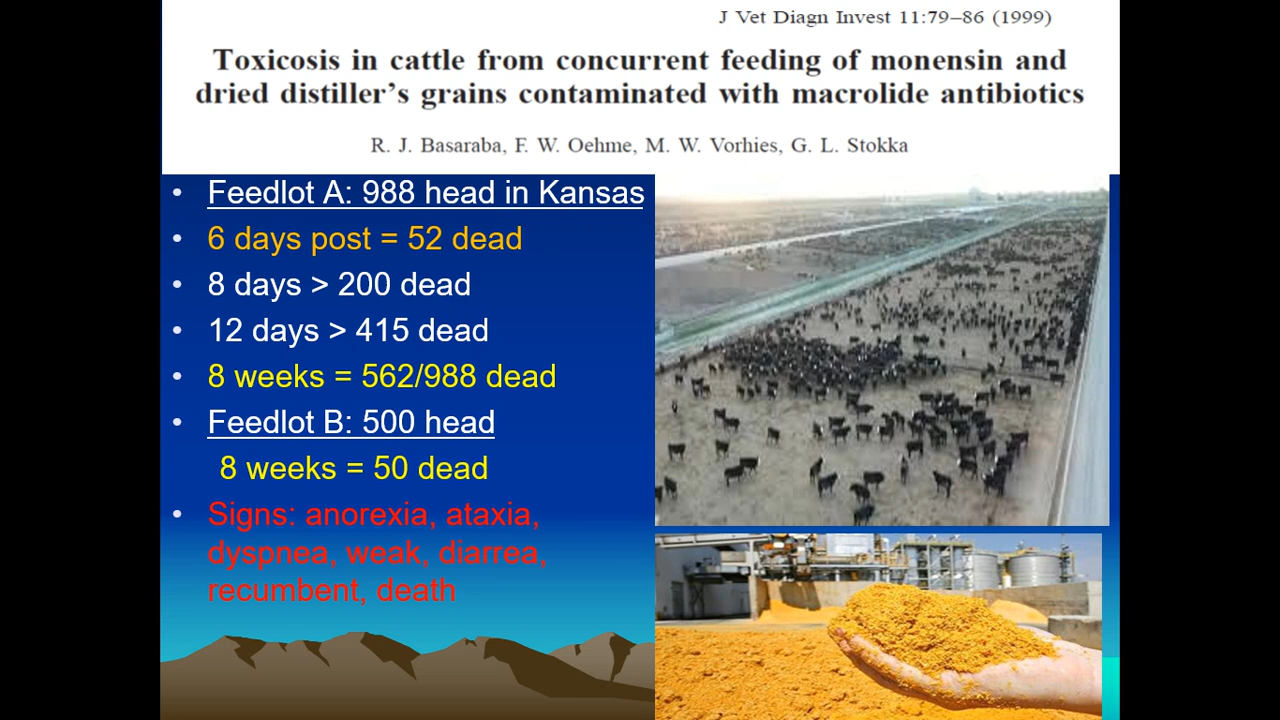 J Vet Diagn Invest 11:79–86 (1999)
Toxicosis in cattle from concurrent feeding of monensin and
dried distiller’s grains contaminated with macrolide antibiotics
R. J. Basaraba, F. W. Oehme, M. W. Vorhies, G. L. Stokka
• Feedlot A: 988 head in Kansas
• 6 days post = 52 dead
• 8 days > 200 dead
• 12 days > 415 dead
• 8 weeks = 562/988 dead
• Feedlot B: 500 head
8 weeks = 50 dead
• Signs: anorexia, ataxia,
dyspnea, weak, diarrea,
recumbent, death